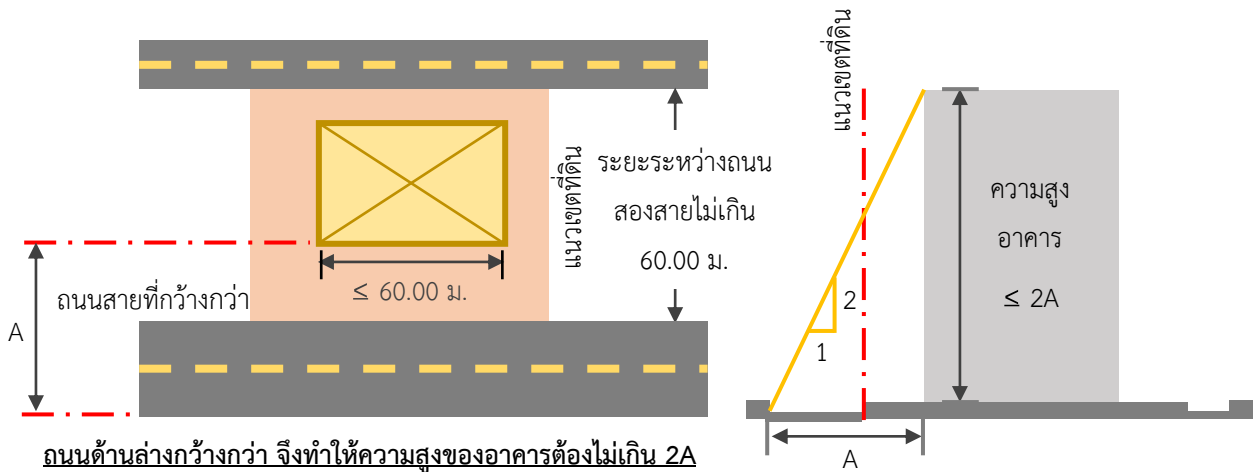 แนวเขตที่ดิน
ระยะระหว่างถนน
สองสายไม่เกิน
60.00 ม.
≤ 60.00 ม.
ถนนสายที่กว้างกว่า
A
ถนนด้านล่างกว้างกว่า จึงทำให้ความสูงของอาคารต้องไม่เกิน 2A
แนวเขตที่ดิน
ความสูง
อาคาร
≤ 2A
2
1
A